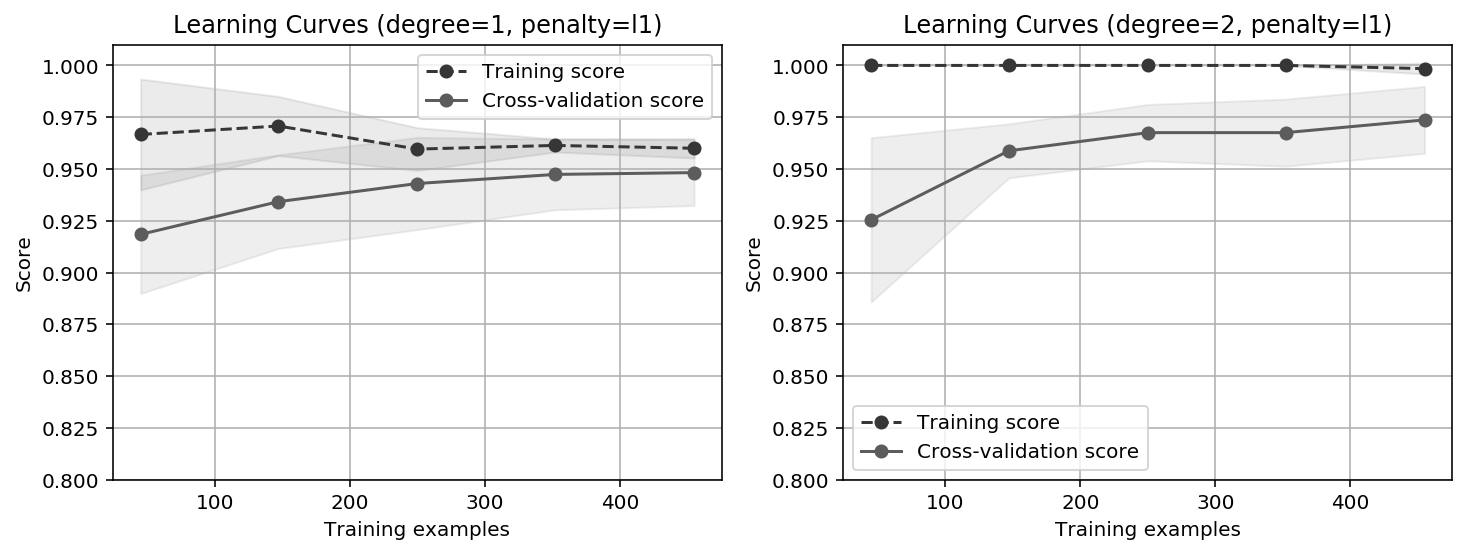 Learning Curves (degree=1, penalty=l1)
1.000
0.975
0.950
0.925
0.900
0.875
0.850
0.825
0.800
Score
Training score
Cross-validation score
100 200 300 400
Training examples
Learning Curves (degree=2, penalty=l1)
1.000
0.975
0.950
0.925
0.900
0.875
0.850
0.825
0.800
Score
Training score
Cross-validation score
100 200 300 400
Training examples